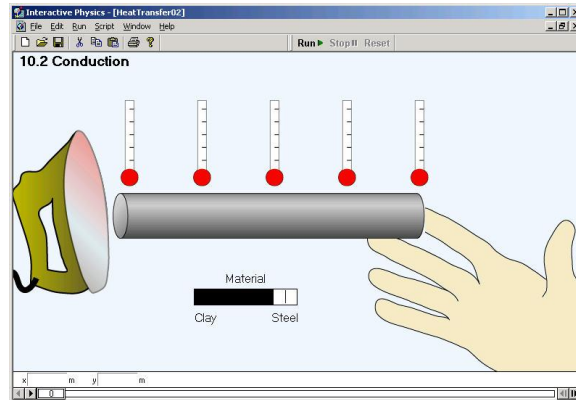 Interactive Physics - [HeatTransfer02]
File Edit Run Script Window Help
Run Stop Reset
10.2 Conduction
Material
Clay Steel
x m y m
0